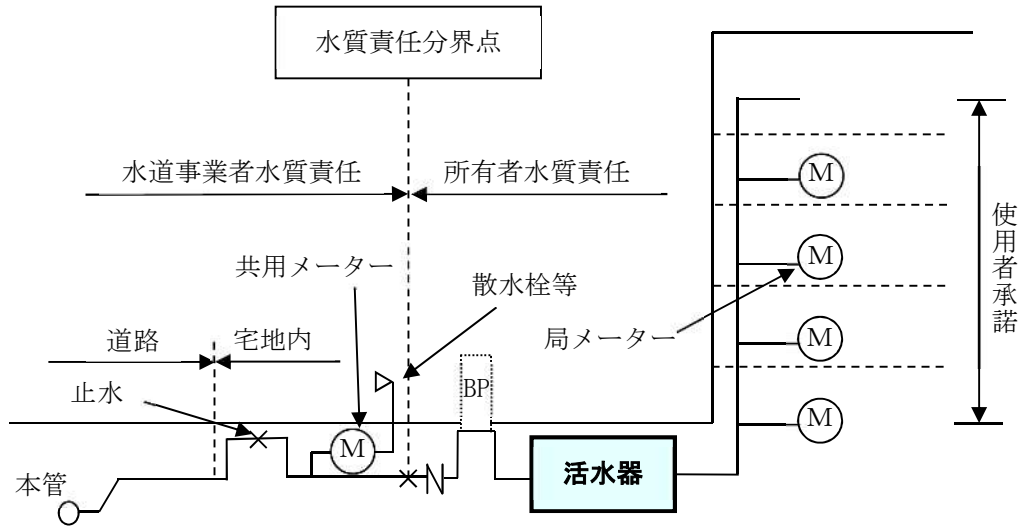 水質責任分界点
水道事業者水質責任
所有者水質責任
M
使用者承諾
共用メーター
散水栓等
M
局メーター
道路
宅地内
M
止水
BP
M
M
本管
活水器